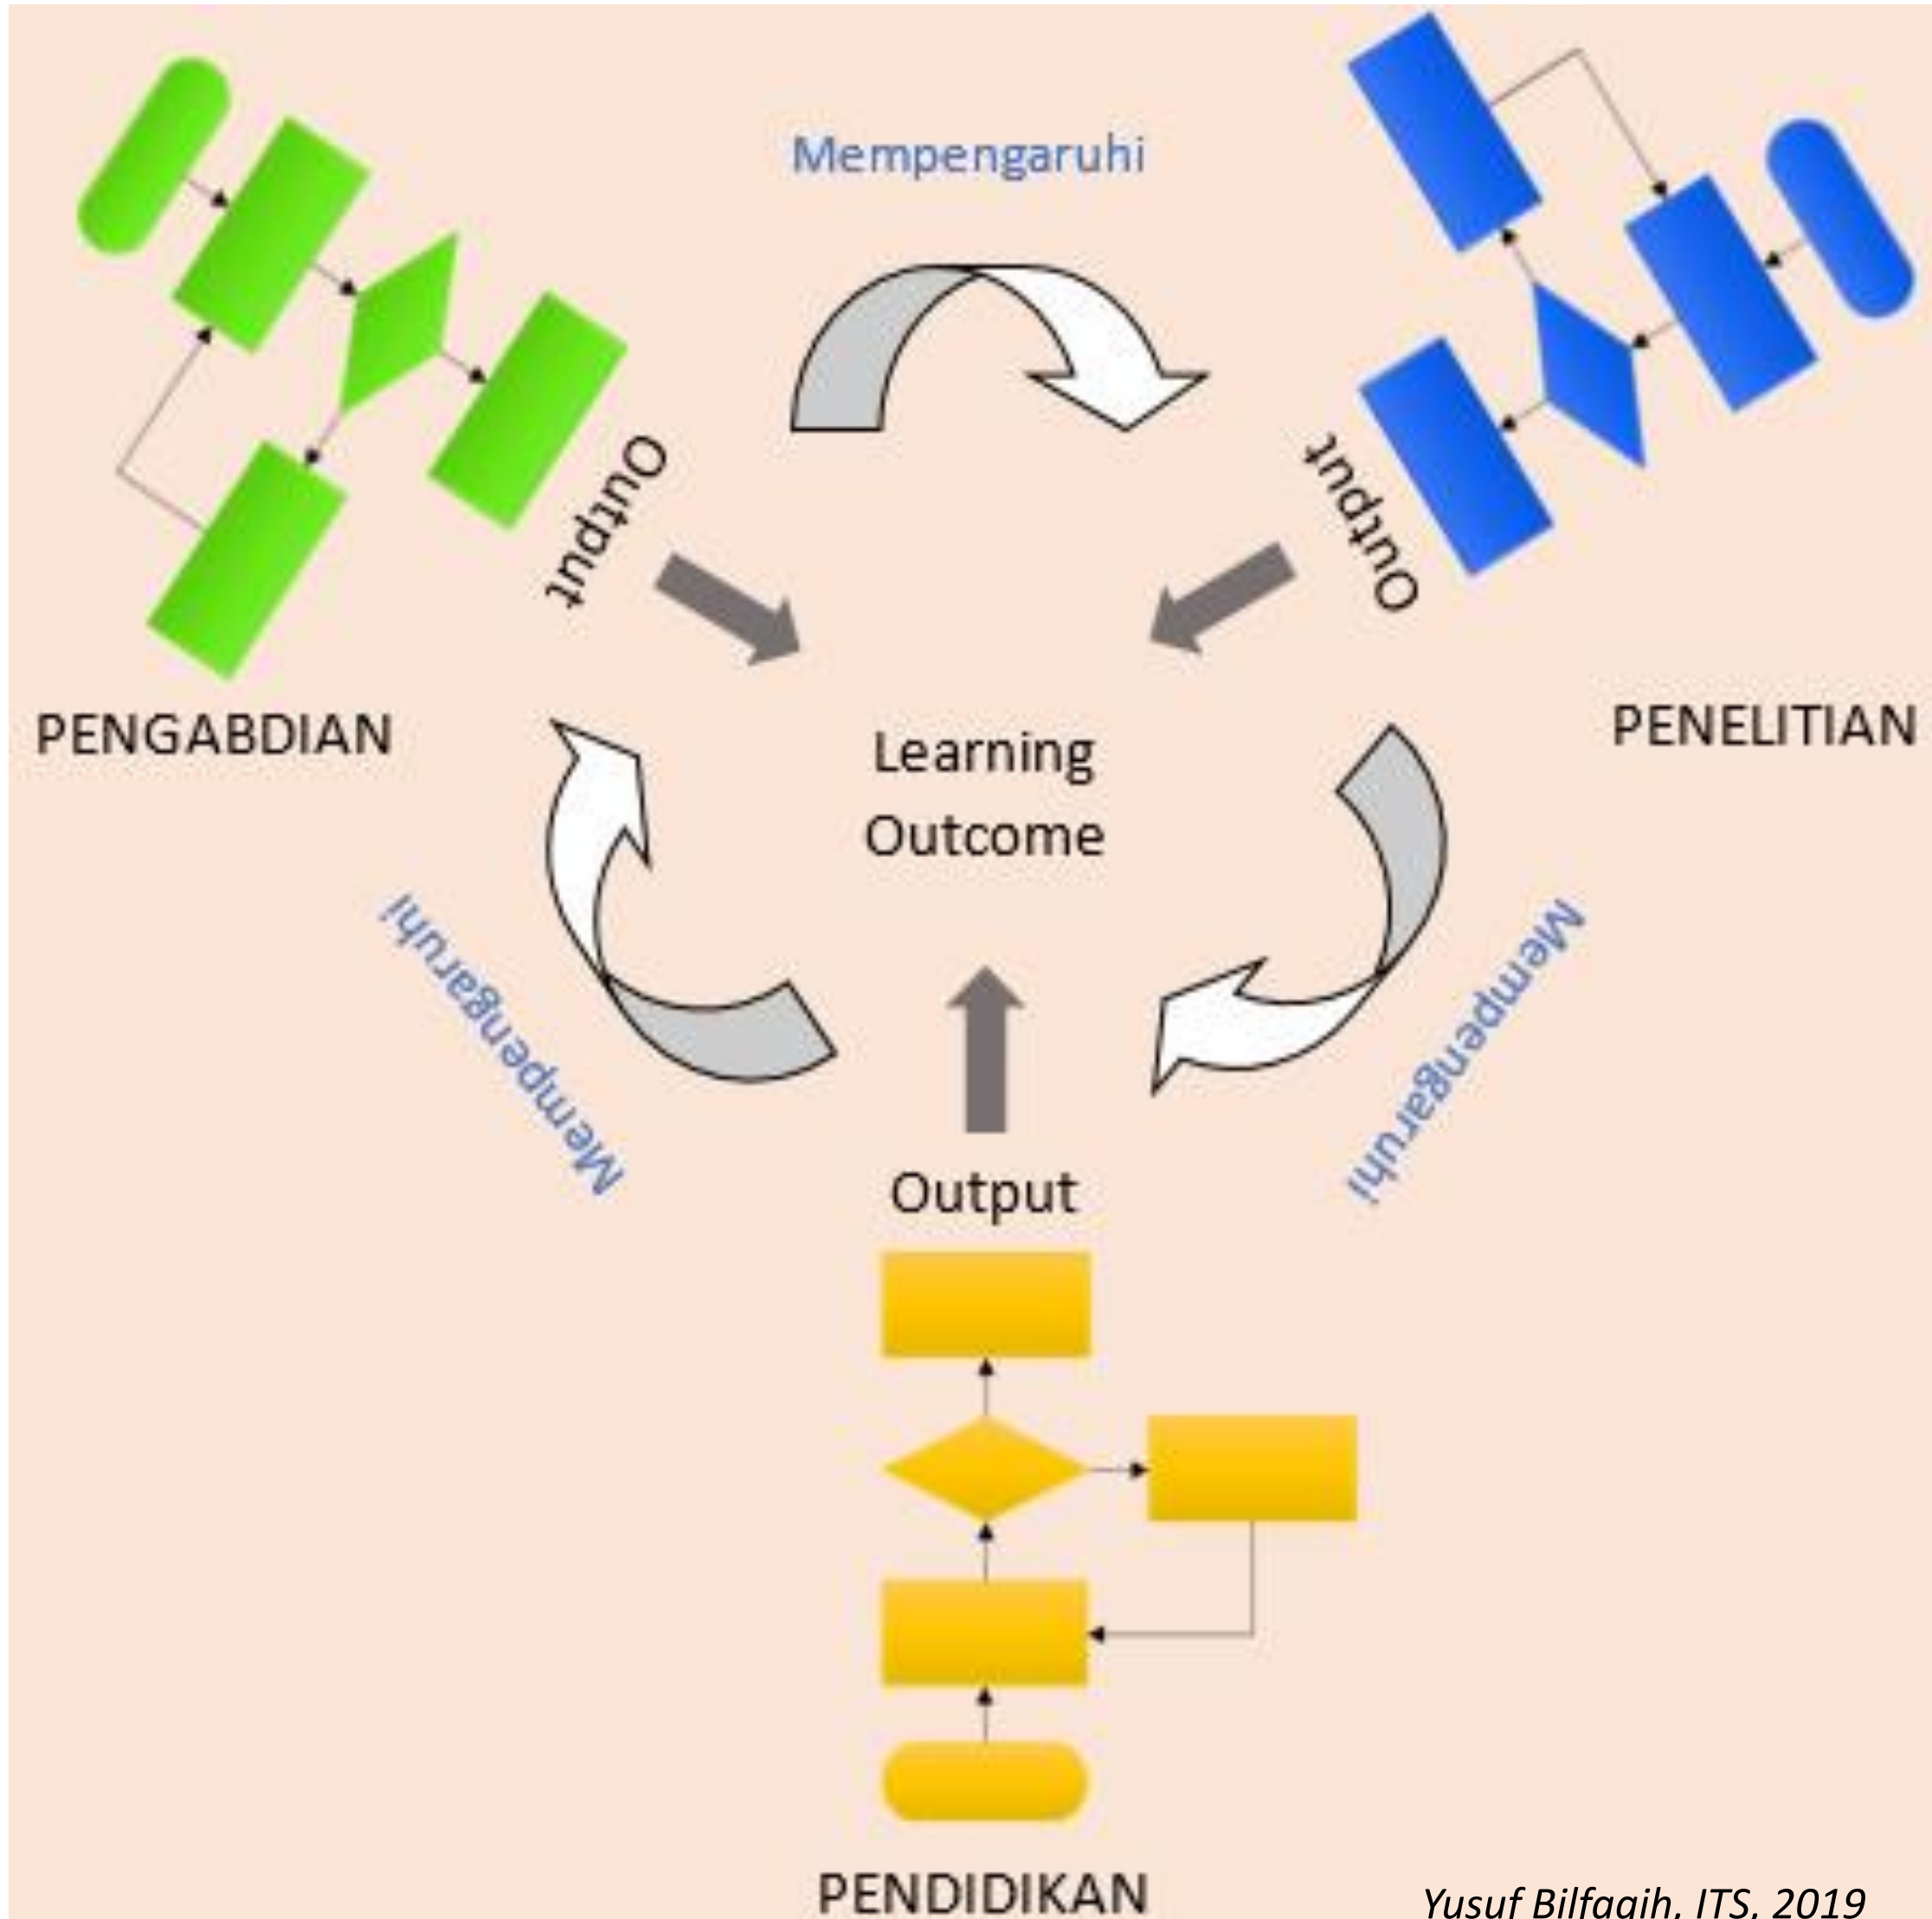 Mempengaruhi
Output
Output
PENGABDIAN
PENELITIAN
Learning
Outcome
Mempengaruhi
Mempengaruhi
Output
PENDIDIKAN
Yusuf Bilfaqih, ITS, 2019